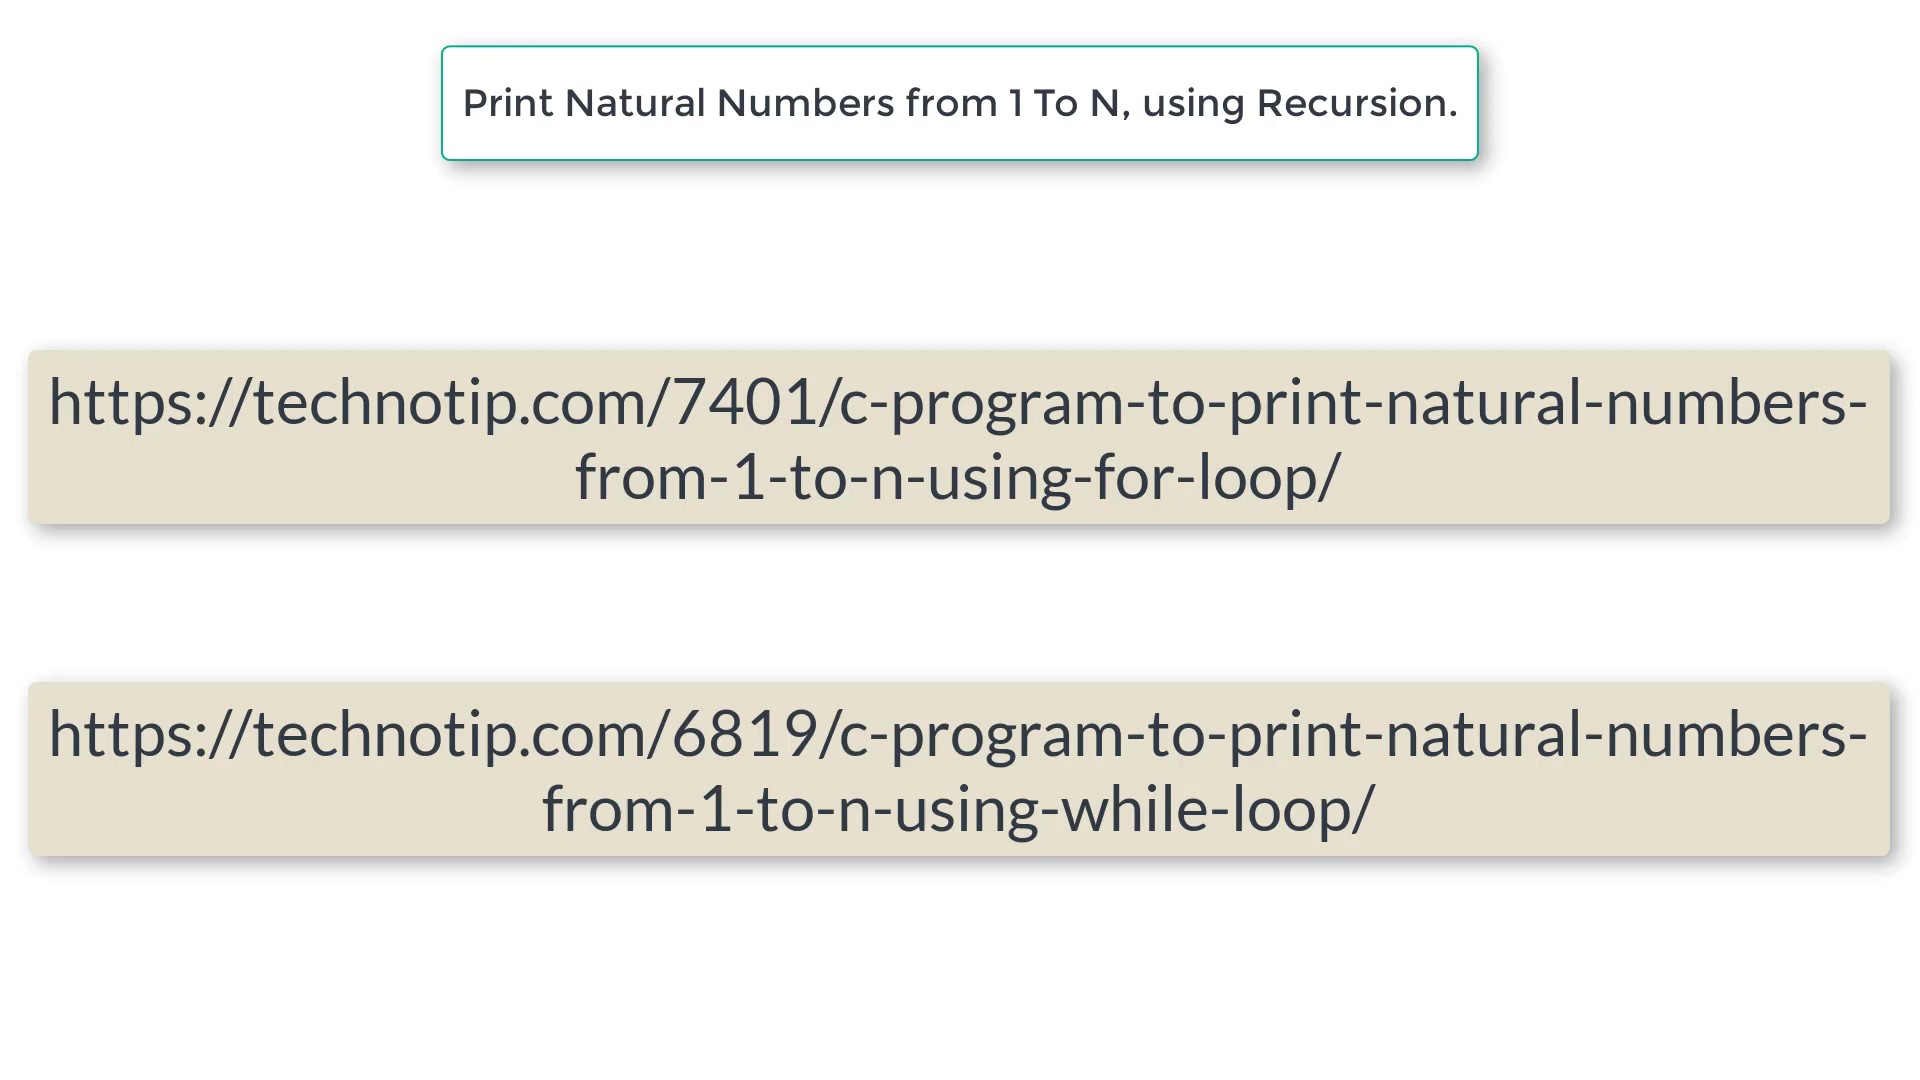 Print Natural Numbers from 1 To N, using Recursion.
https://technotip.com/7401/c-program-to-print-natural-numbers-
from-1-to-n-using-for-loop/
https://technotip.com/6819/c-program-to-print-natural-numbers-
from-1-to-n-using-while-loop/